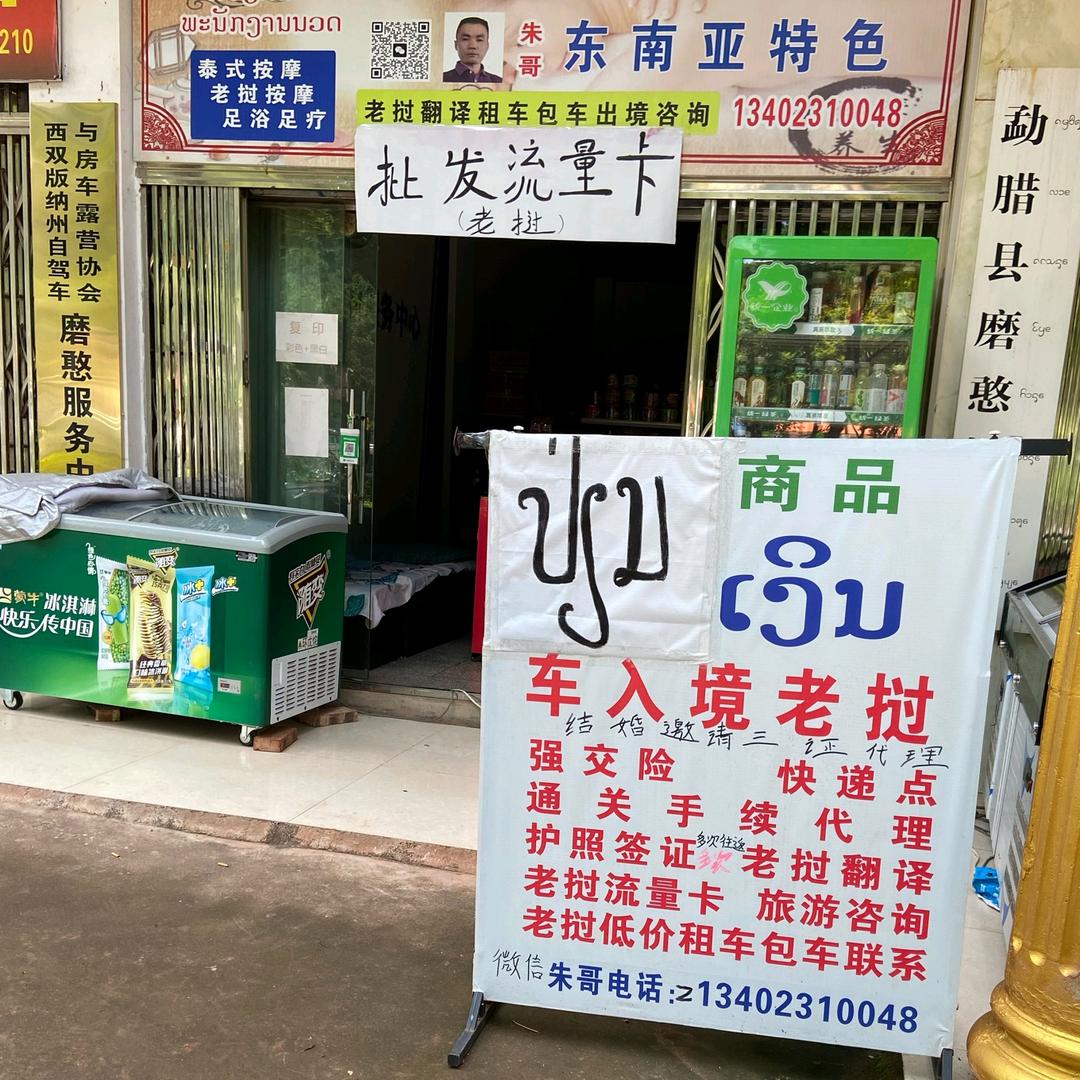 210
ພະນັກງານນວດ
泰式按摩
老挝按摩
足浴足疗
朱哥
东南亚特色
老挝翻译租车包车出境咨询
13402310048
养生
批发流量卡
(老挝)
西双版纳州自驾车
与房车露营协会
磨憨服务中
勐腊县磨憨
复印
彩色+黑白
统一企业
蒙牛 冰淇淋
快乐传中国
冰+
商品
ປ່ຽນ
ເງິນ
车入境老挝
结婚邀请三证代理
强交险 快递点
通关手续代理
护照签证 多次往返 多次 老挝翻译
老挝流量卡 旅游咨询
老挝低价租车包车联系
微信 朱哥电话:13402310048